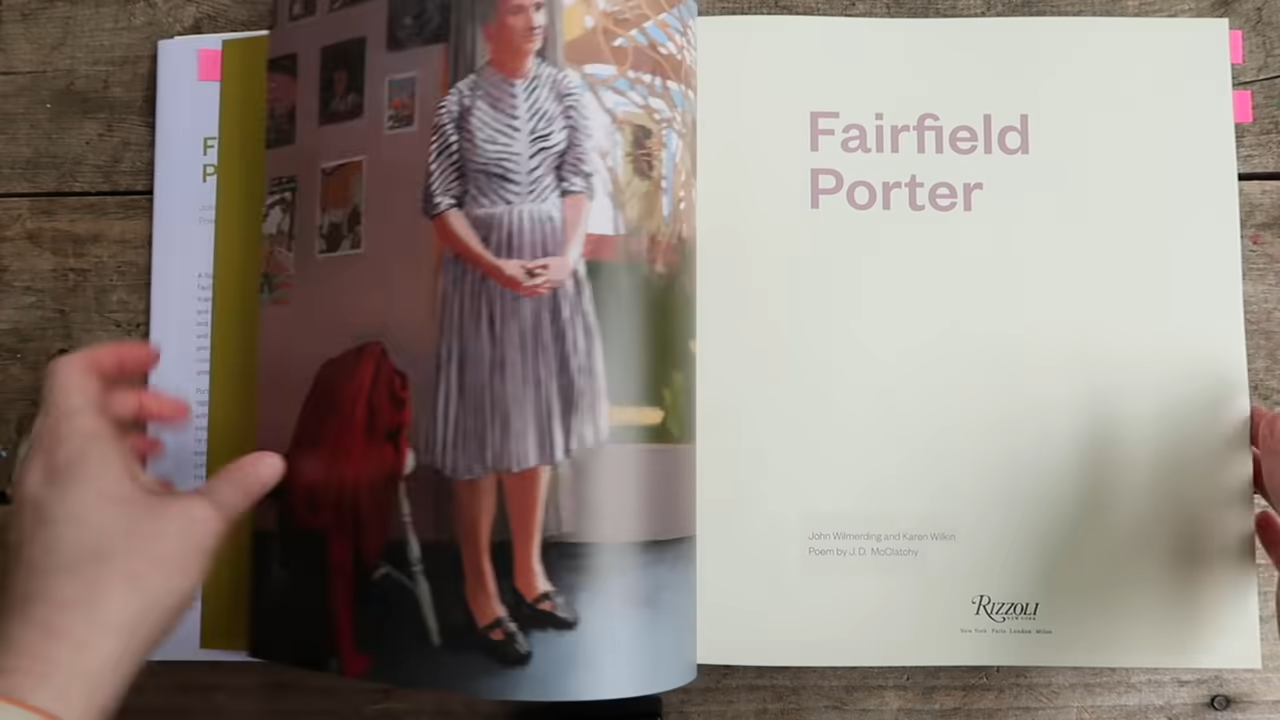 Fairfield
Porter
John Wilmerding and Karen Wilkin
Poem by J.D. McClatchy
RIZZOLI
NEW YORK
New York Paris London Milan